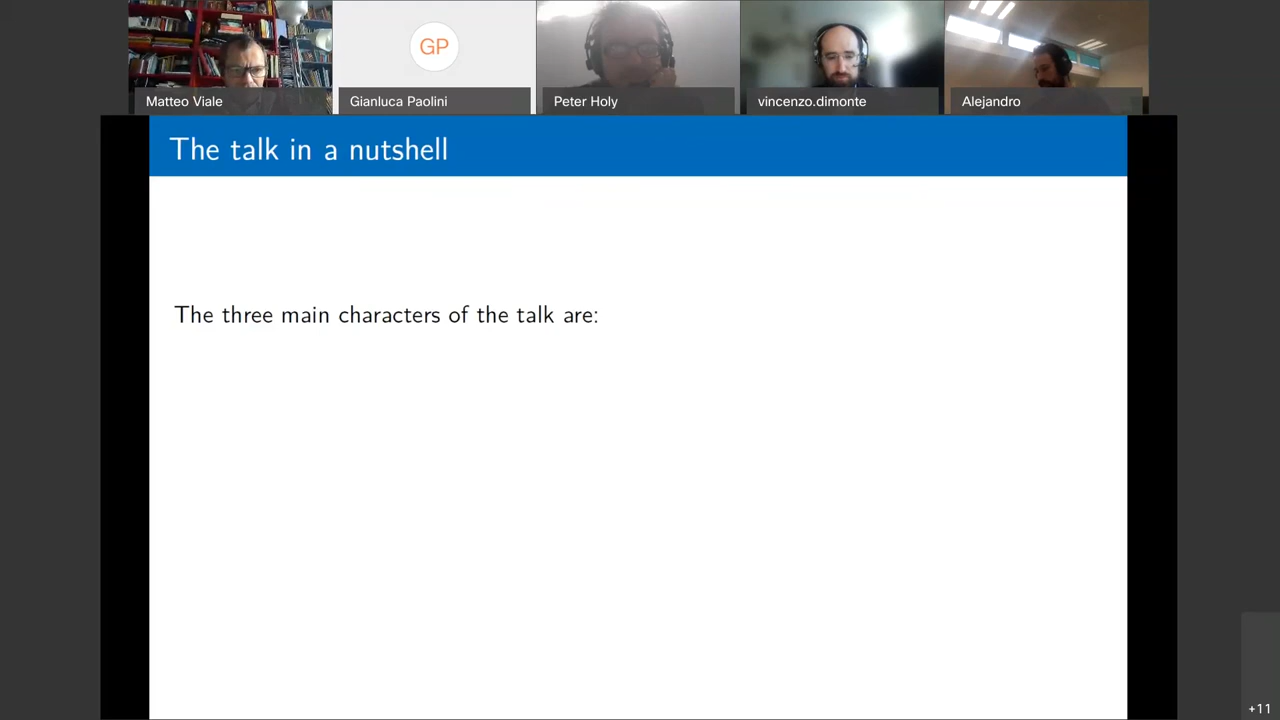 GP
Matteo Viale
Gianluca Paolini
Peter Holy
vincenzo.dimonte
Alejandro
The talk in a nutshell
The three main characters of the talk are:
+11